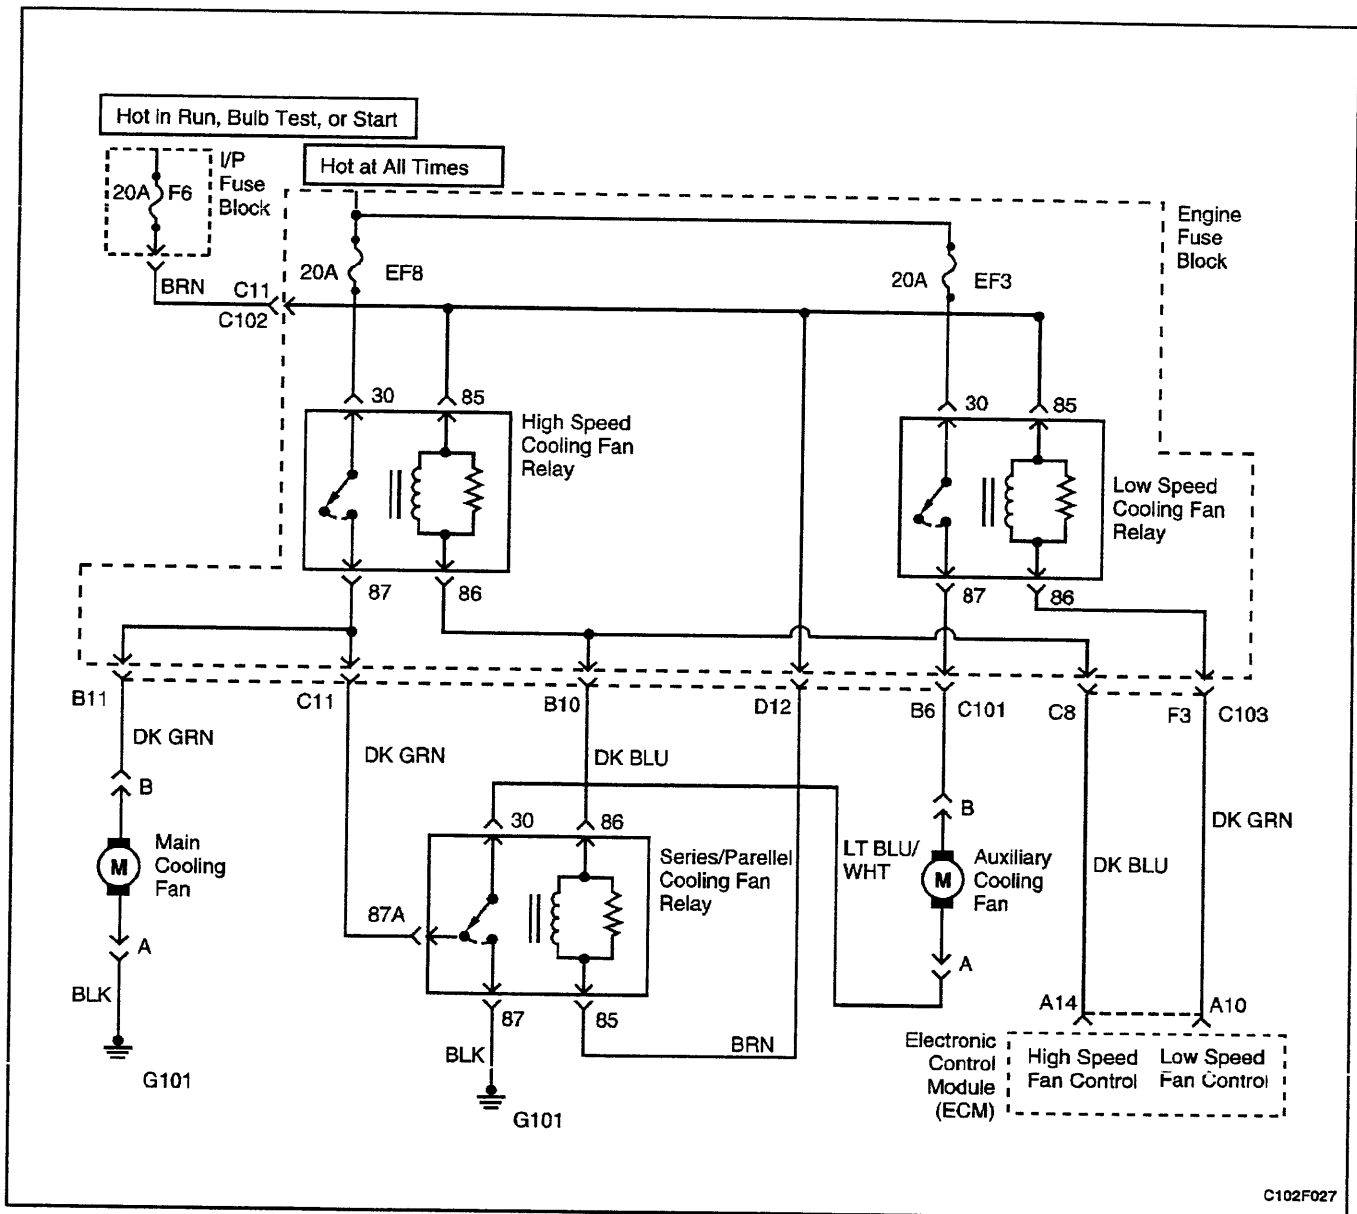 Hot in Run, Bulb Test, or Start
I/P
Fuse
Block
20A F6
Hot at All Times
Engine
Fuse
Block
20A EF8
20A EF3
BRN
C11
C102
30
85
High Speed
Cooling Fan
Relay
30
85
Low Speed
Cooling Fan
Relay
87
86
87
86
B11
C11
B10
D12
B6
C101
C8
F3
C103
DK GRN
DK GRN
DK BLU
B
30
86
B
DK GRN
Main
Cooling
Fan
M
Series/Parellel
Cooling Fan
Relay
LT BLU/
WHT
Auxiliary
Cooling
Fan
M
DK BLU
87A
A
A
BLK
87
85
A14
A10
BLK
BRN
Electronic
Control
Module
(ECM)
High Speed
Fan Control
Low Speed
Fan Control
G101
G101
C102F027